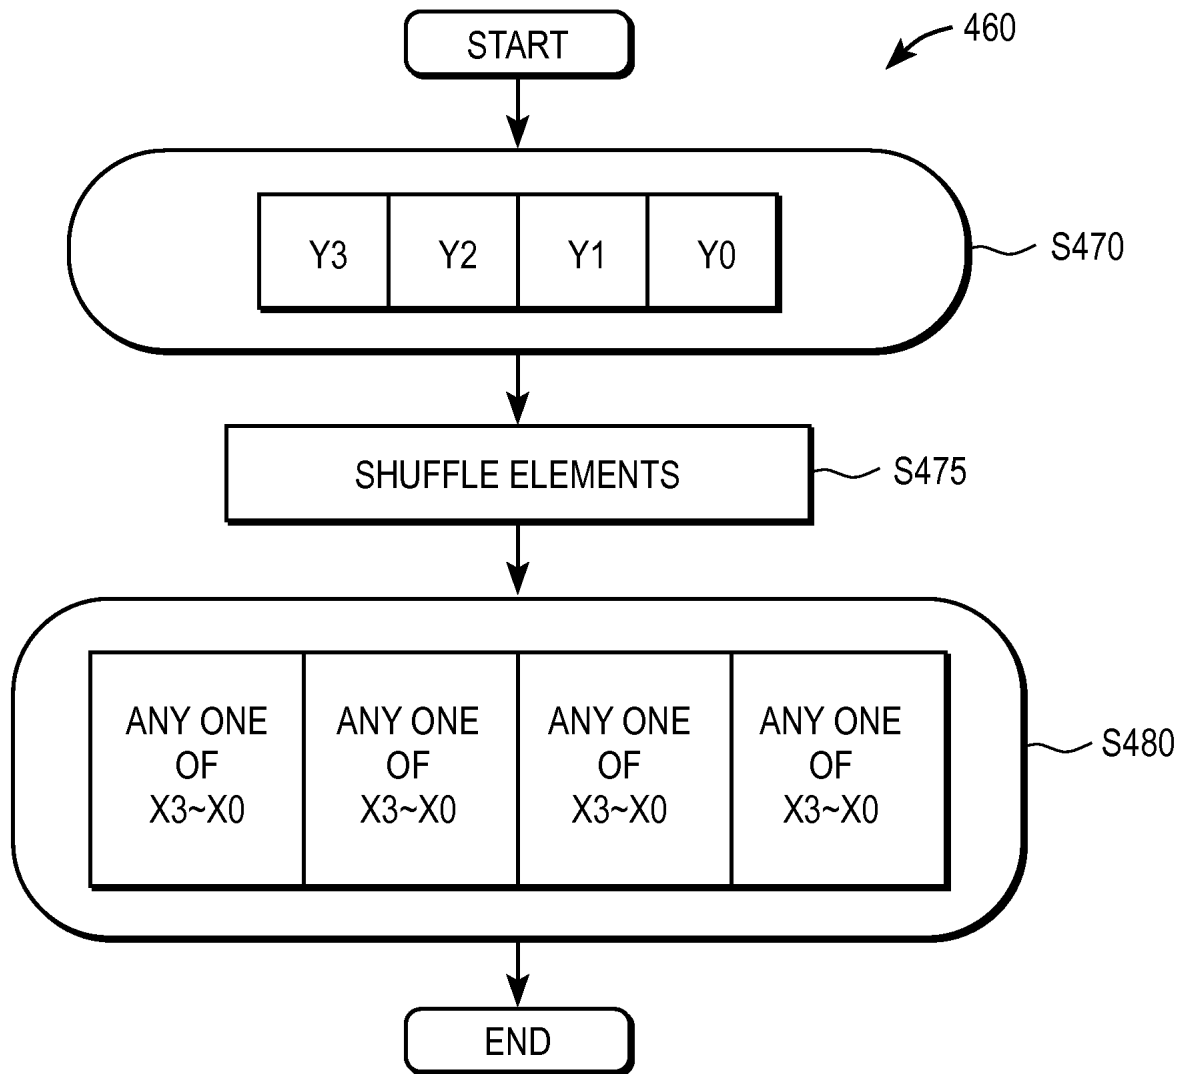 START
460
Y3 Y2 Y1 Y0
S470
SHUFFLE ELEMENTS
S475
ANY ONE OF X3~X0
ANY ONE OF X3~X0
ANY ONE OF X3~X0
ANY ONE OF X3~X0
S480
END